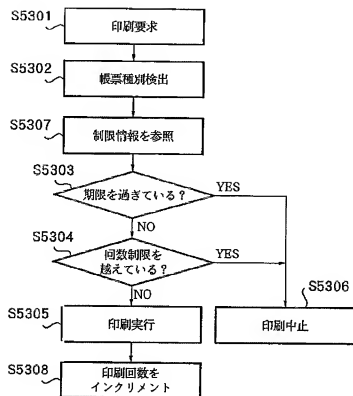 S5301
印刷要求
S5302
帳票種別検出
S5307
制限情報を参照
S5303
期限を過ぎている?
YES
NO
S5304
回数制限を
越えている?
YES
NO
S5305
印刷実行
S5306
印刷中止
S5308
印刷回数を
インクリメント